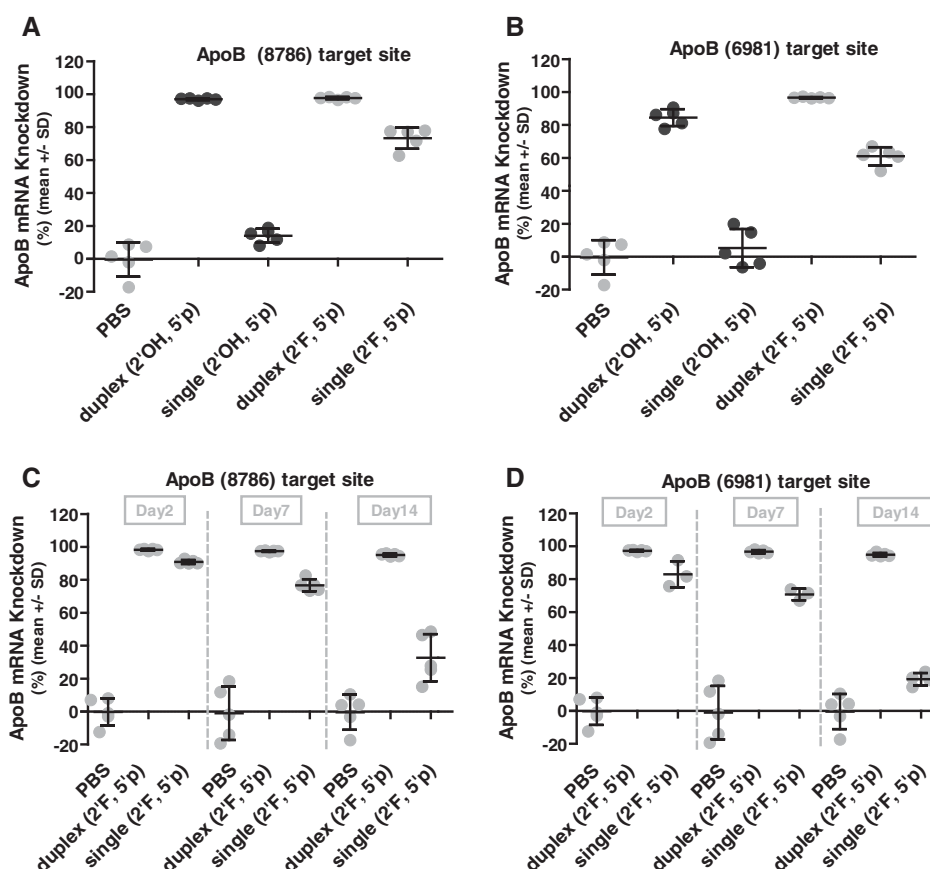 A
ApoB (8786) target site
ApoB mRNA Knockdown
(%) (mean +/- SD)
120
100
80
60
40
20
0
-20
PBS
duplex (2'OH, 5'p)
single (2'OH, 5'p)
duplex (2'F, 5'p)
single (2'F, 5'p)
B
ApoB (6981) target site
ApoB mRNA Knockdown
(%) (mean +/- SD)
120
100
80
60
40
20
0
-20
PBS
duplex (2'OH, 5'p)
single (2'OH, 5'p)
duplex (2'F, 5'p)
single (2'F, 5'p)
C
ApoB (8786) target site
Day2
Day7
Day14
ApoB mRNA Knockdown
(%) (mean +/- SD)
120
100
80
60
40
20
0
-20
PBS
duplex (2'F, 5'p)
single (2'F, 5'p)
PBS
duplex (2'F, 5'p)
single (2'F, 5'p)
PBS
duplex (2'F, 5'p)
single (2'F, 5'p)
D
ApoB (6981) target site
Day2
Day7
Day14
ApoB mRNA Knockdown
(%) (mean +/- SD)
120
100
80
60
40
20
0
-20
PBS
duplex (2'F, 5'p)
single (2'F, 5'p)
PBS
duplex (2'F, 5'p)
single (2'F, 5'p)
PBS
duplex (2'F, 5'p)
single (2'F, 5'p)